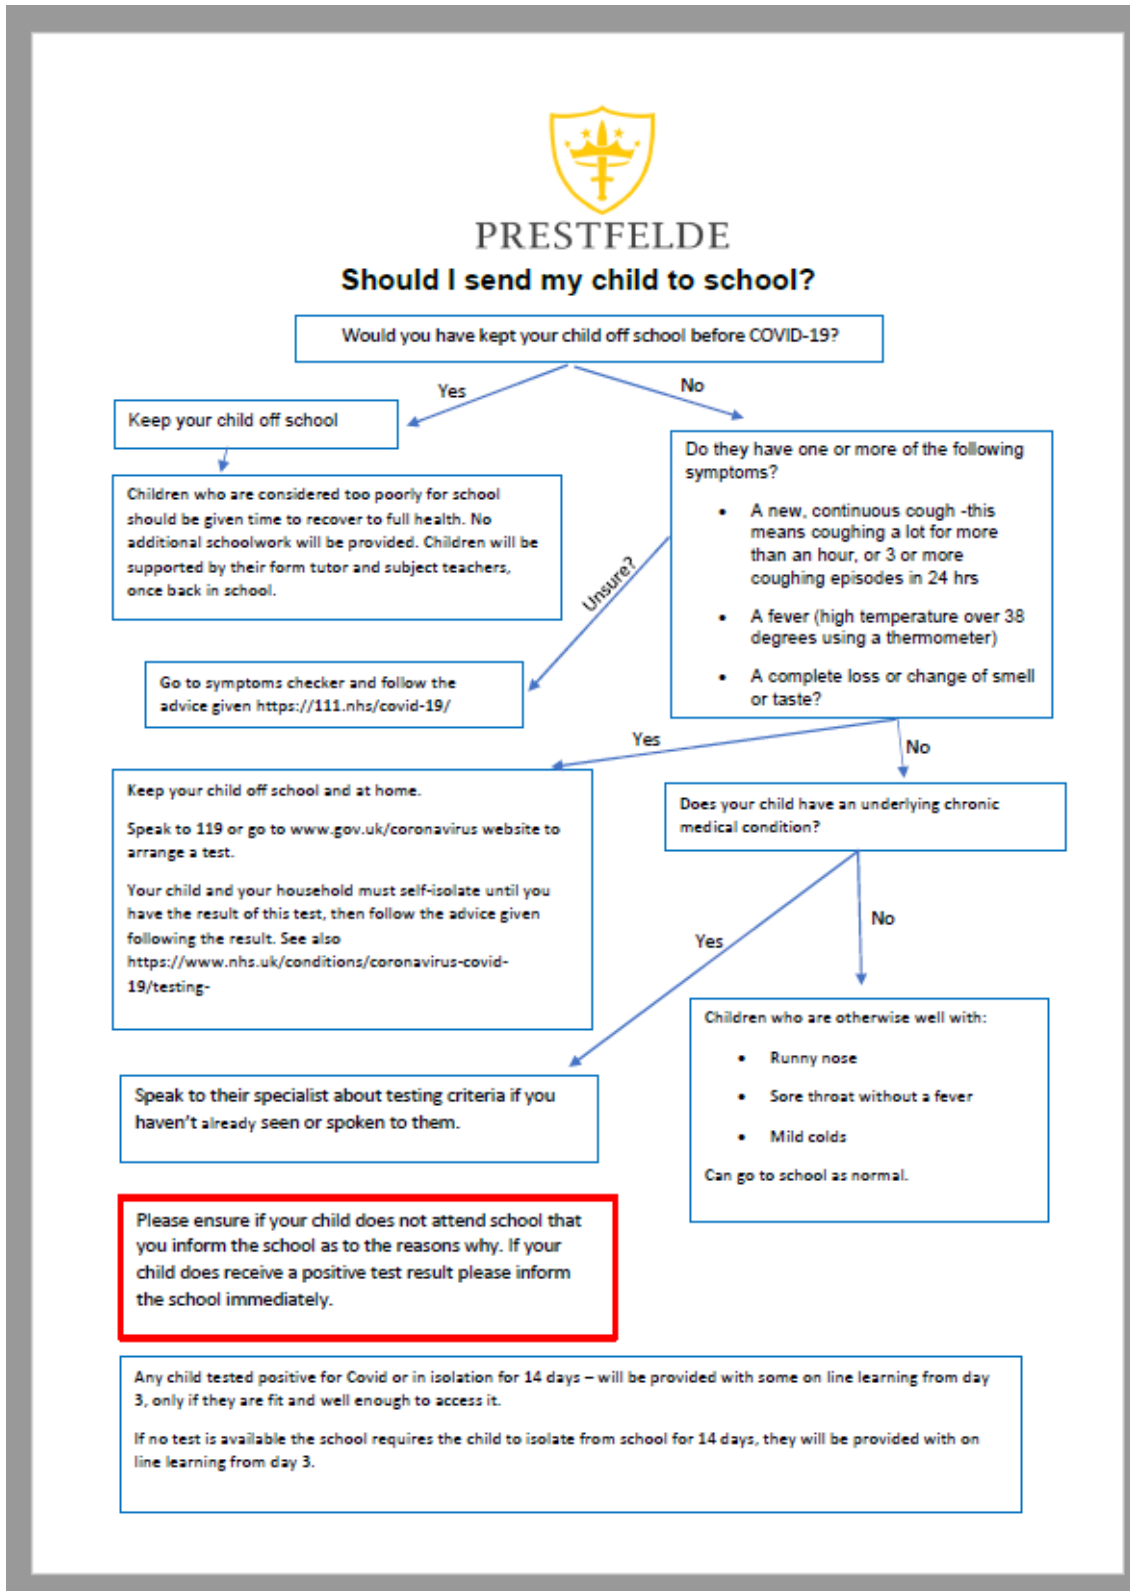 PRESTFELDE
Should I send my child to school?
Would you have kept your child off school before COVID-19?
Yes
No
Keep your child off school
Children who are considered too poorly for school
should be given time to recover to full health. No
additional schoolwork will be provided. Children will be
supported by their form tutor and subject teachers,
once back in school.
Do they have one or more of the following
symptoms?
• A new, continuous cough -this
means coughing a lot for more
than an hour, or 3 or more
coughing episodes in 24 hrs
• A fever (high temperature over 38
degrees using a thermometer)
• A complete loss or change of smell
or taste?
Unsure?
Go to symptoms checker and follow the
advice given https://111.nhs/covid-19/
Yes
No
Keep your child off school and at home.
Speak to 119 or go to www.gov.uk/coronavirus website to
arrange a test.
Your child and your household must self-isolate until you
have the result of this test, then follow the advice given
following the result. See also
https://www.nhs.uk/conditions/coronavirus-covid-
19/testing-
Does your child have an underlying chronic
medical condition?
Yes
No
Speak to their specialist about testing criteria if you
haven't already seen or spoken to them.
Children who are otherwise well with:
• Runny nose
• Sore throat without a fever
• Mild colds
Can go to school as normal.
Please ensure if your child does not attend school that
you inform the school as to the reasons why. If your
child does receive a positive test result please inform
the school immediately.
Any child tested positive for Covid or in isolation for 14 days – will be provided with some on line learning from day
3, only if they are fit and well enough to access it.
If no test is available the school requires the child to isolate from school for 14 days, they will be provided with on
line learning from day 3.